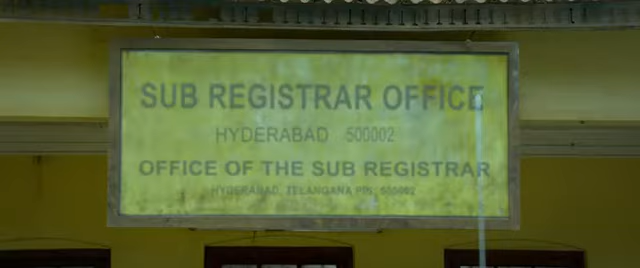 SUB REGISTRAR OFFICE
HYDERABAD 500002
OFFICE OF THE SUB REGISTRAR
HYDERABAD, TELANGANA PIN: 500002